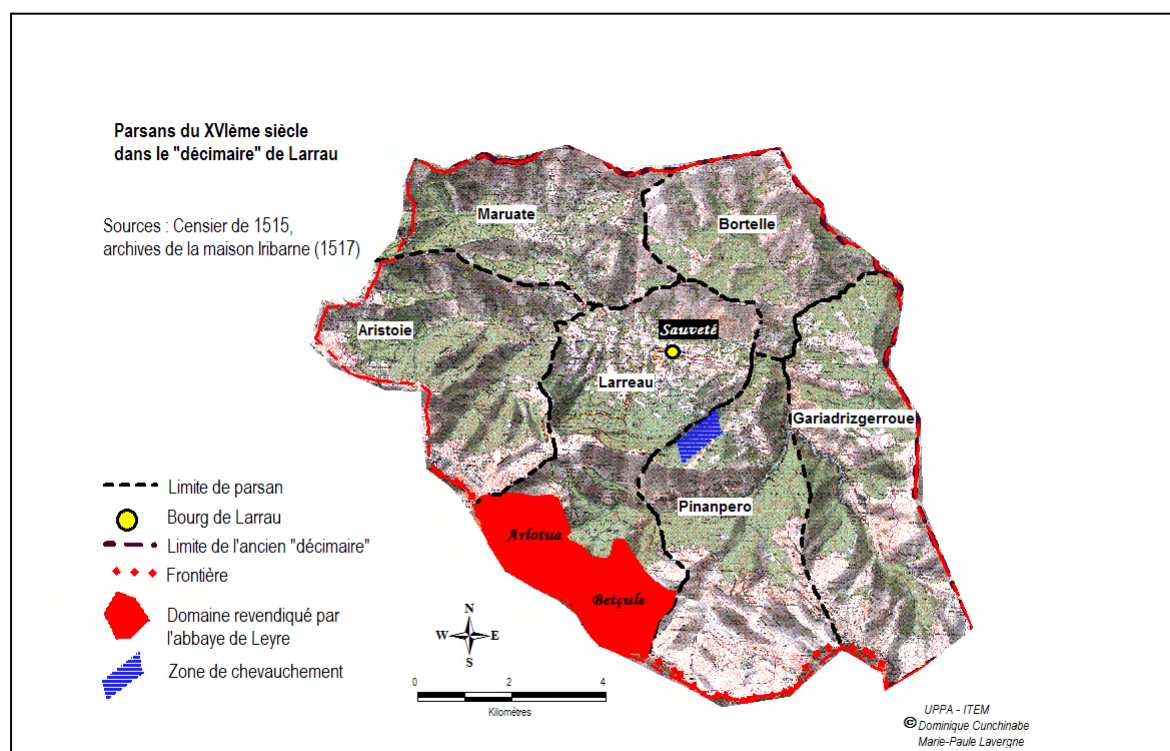 Parsans du XVIème siècle
dans le "décimaire" de Larrau
Sources : Censier de 1515,
archives de la maison Iribarne (1517)
Maruate
Bortelle
Aristoie
Sauveté
Larreau
Gariadrizgerroue
Pinanpero
Arlotua
Betçule
Limite de parsan
Bourg de Larrau
Limite de l'ancien "décimaire"
Frontière
Domaine revendiqué par
l'abbaye de Leyre
Zone de chevauchement
N
W E
S
0 2 4
Kilomètres
UPPA - ITEM
© Dominique Cunchinabe
Marie-Paule Lavergne